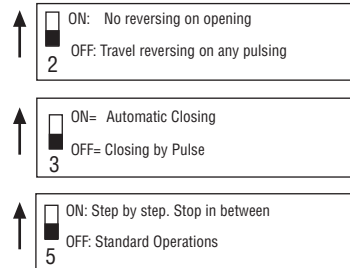 ON: No reversing on opening
OFF: Travel reversing on any pulsing
2
ON= Automatic Closing
OFF= Closing by Pulse
3
ON: Step by step. Stop in between
OFF: Standard Operations
5